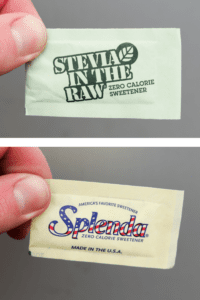 STEVIA
IN THE
RAW
ZERO CALORIE
SWEETENER
AMERICA'S FAVORITE SWEETENER
Splenda
ZERO CALORIE SWEETENER
MADE IN THE U.S.A.